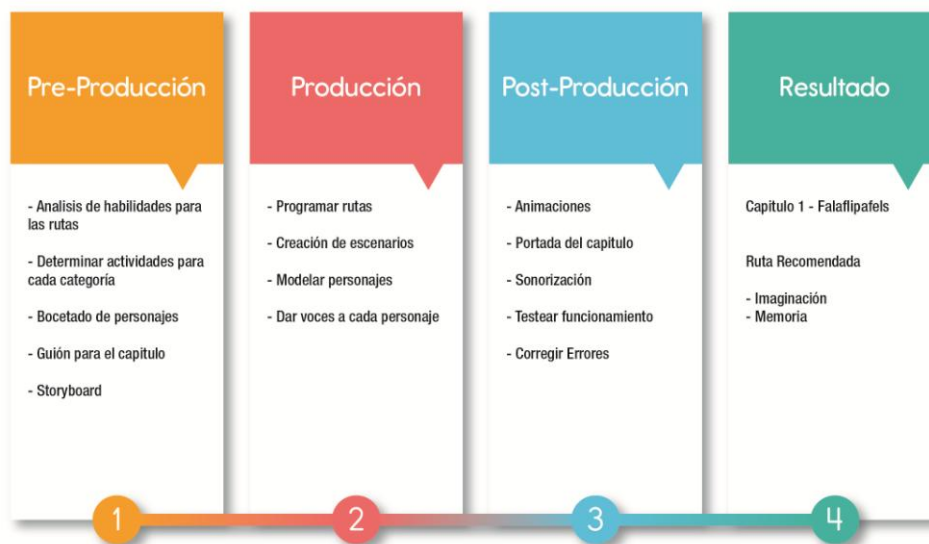 Pre-Producción
- Analisis de habilidades para
las rutas
- Determinar actividades para
cada categoría
- Bocetado de personajes
- Guión para el capitulo
- Storyboard
1
Producción
- Programar rutas
- Creación de escenarios
- Modelar personajes
- Dar voces a cada personaje
2
Post-Producción
- Animaciones
- Portada del capitulo
- Sonorización
- Testear funcionamiento
- Corregir Errores
3
Resultado
Capitulo 1 - Falaflipafels
Ruta Recomendada
- Imaginación
- Memoria
4